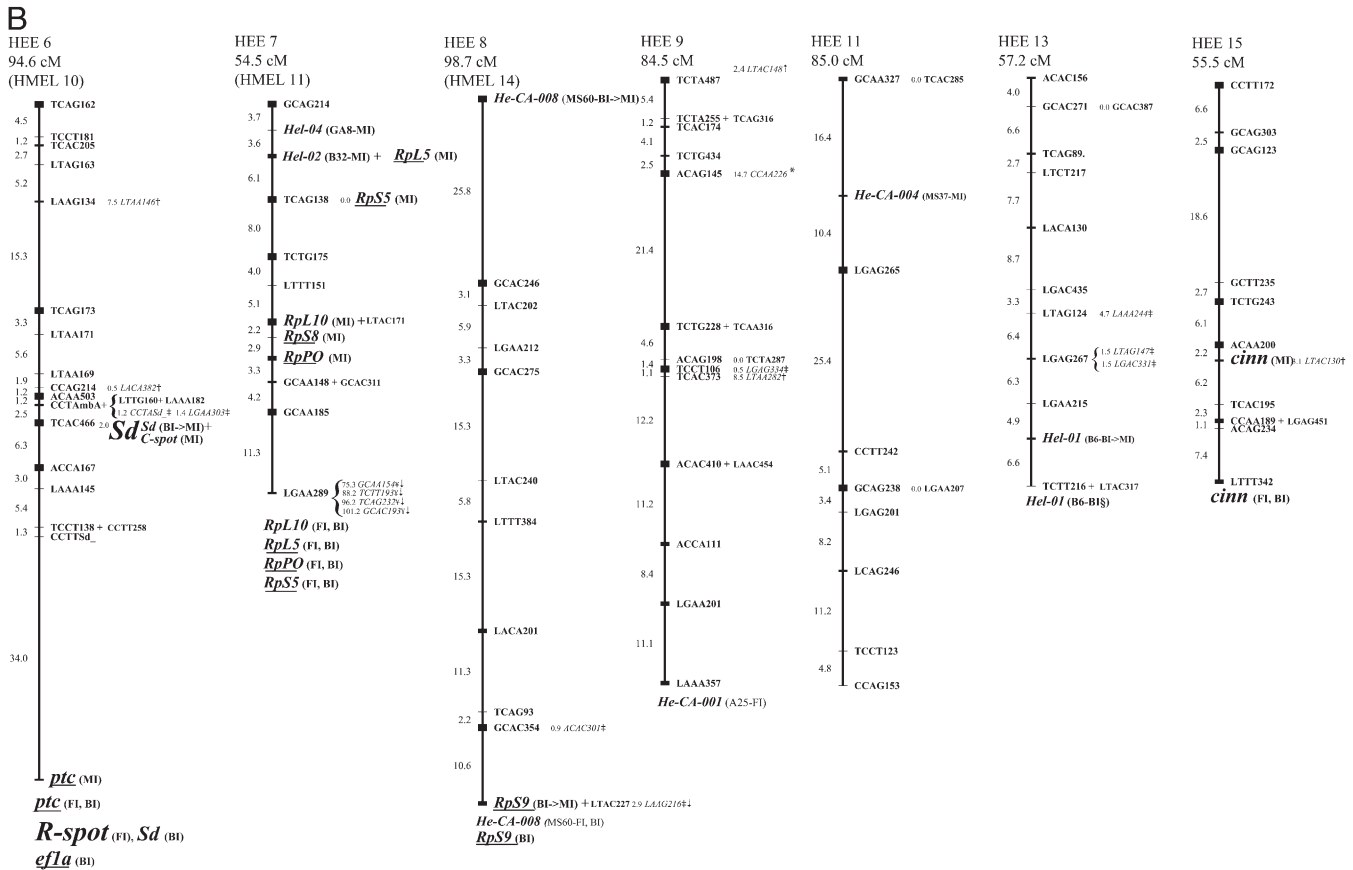 B
HEE 6
94.6 cM
(HMEL 10)
TCAG162
4.5
TCCT181
1.2
TCAC205
2.7
LTAG163
5.2
LAAG134 7.5 LTAA146†
15.3
TCAG173
3.3
LTAA171
5.6
LTAA169
1.9
CCAG214 0.5 LACA382‡
1.2
ACAA503
1.2
CCTAmbA+ { LTTG160+ LAAA182
1.2 CCTASd_‡ 1.4 LGAA303‡
2.5
TCAC466 2.0 Sd Sd (BI->MI)+
C-spot (MI)
6.3
ACCA167
3.0
LAAA145
5.4
TCCT138 + CCTT258
1.3
CCTTSd_
34.0
ptc (MI)
ptc (FI, BI)
R-spot (FI), Sd (BI)
ef1a (BI)
HEE 7
54.5 cM
(HMEL 11)
GCAG214
3.7
Hel-04 (GA8-MI)
3.6
Hel-02 (B32-MI) + RpL5 (MI)
6.1
TCAG138 0.0 RpS5 (MI)
8.0
TCTG175
4.0
LTTT151
5.1
RpL10 (MI) +LTAC171
2.2
RpS8 (MI)
2.9
RpPO (MI)
3.3
GCAA148 + GCAC311
4.2
GCAA185
11.3
LGAA289 { 75.3 GCAA154¥↓
88.2 TCTT193¥↓
96.2 TCAG232¥↓
101.2 GCAC193¥↓
RpL10 (FI, BI)
RpL5 (FI, BI)
RpPO (FI, BI)
RpS5 (FI, BI)
HEE 8
98.7 cM
(HMEL 14)
He-CA-008 (MS60-BI->MI)
25.8
GCAC246
3.1
LTAC202
5.9
LGAA212
3.3
GCAC275
15.3
LTAC240
5.8
LTTT384
15.3
LACA201
11.3
TCAG93
2.2
GCAC354 0.9 ACAC301‡
10.6
RpS9 (BI->MI) +LTAC227 2.9 LAAG216‡↓
He-CA-008 (MS60-FI, BI)
RpS9 (BI)
HEE 9
84.5 cM
2.4 LTAC148†
TCTA487
5.4
TCTA255 + TCAG316
1.2
TCAC174
4.1
TCTG434
2.5
ACAG145 14.7 CCAA226 *
21.4
TCTG228 + TCAA316
4.6
ACAG198 0.0 TCTA287
1.4
TCCT106 0.5 LGAG334‡
1.1
TCAC373 8.5 LTAA282†
12.2
ACAC410 + LAAC454
11.2
ACCA111
8.4
LGAA201
11.1
LAAA357
He-CA-001 (A25-FI)
HEE 11
85.0 cM
GCAA327 0.0 TCAC285
16.4
He-CA-004 (MS37-MI)
10.4
LGAG265
25.4
CCTT242
5.1
GCAG238 0.0 LGAA207
3.4
LGAG201
8.2
LCAG246
11.2
TCCT123
4.8
CCAG153
HEE 13
57.2 cM
ACAC156
4.0
GCAC271 0.0 GCAC387
6.6
TCAG89.
2.7
LTCT217
7.7
LACA130
8.7
LGAC435
3.3
LTAG124 4.7 LAAA244‡
6.4
LGAG267 { 1.5 LTAG147‡
1.5 LGAC331‡
6.3
LGAA215
4.9
Hel-01 (B6-BI->MI)
6.6
TCTT216 + LTAC317
Hel-01 (B6-BI§)
HEE 15
55.5 cM
CCTT172
6.6
GCAG303
2.5
GCAG123
18.6
GCTT235
2.7
TCTG243
6.1
ACAA200
2.2
cinn (MI) 3.1 LTAC130†
6.2
TCAC195
2.3
CCAA189 + LGAG451
1.1
ACAG234
7.4
LTTT342
cinn (FI, BI)